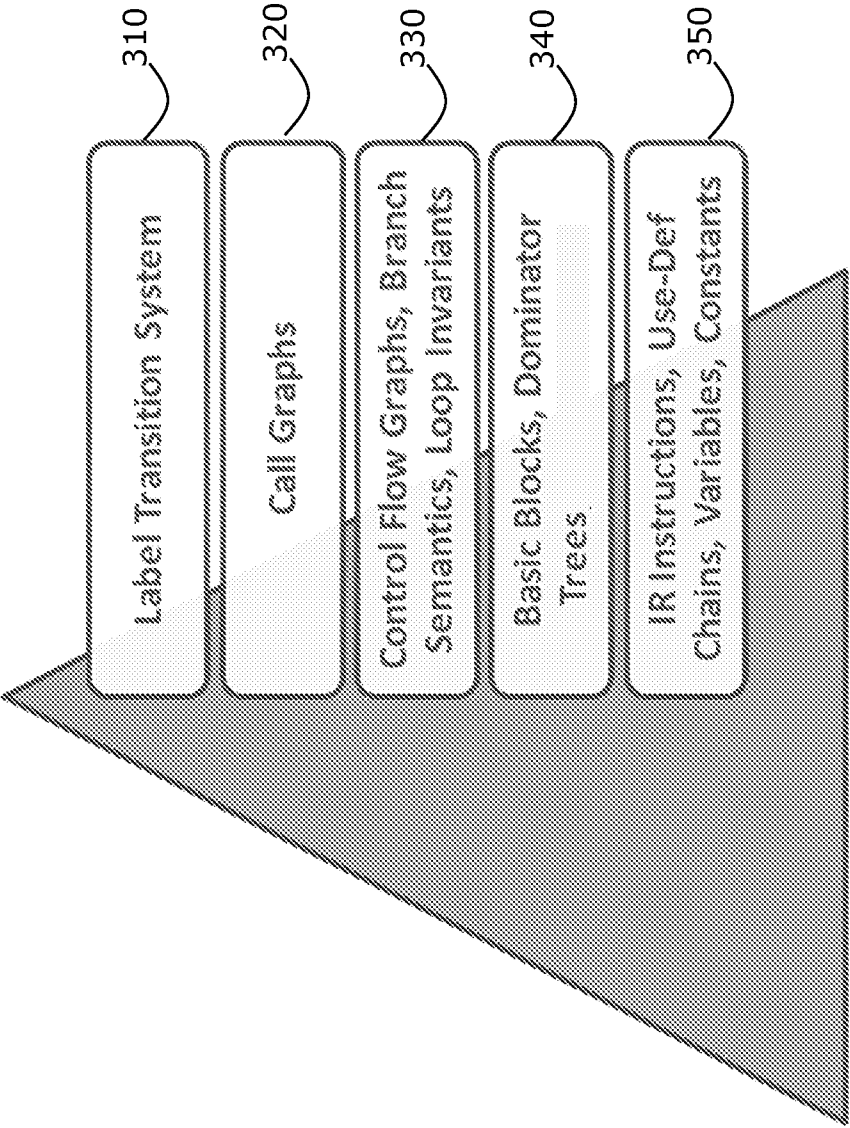 310
Label Transition System
320
Call Graphs
330
Control Flow Graphs, Branch
Semantics, Loop Invariants
340
Basic Blocks, Dominator
Trees
350
IR Instructions, Use-Def
Chains, Variables, Constants